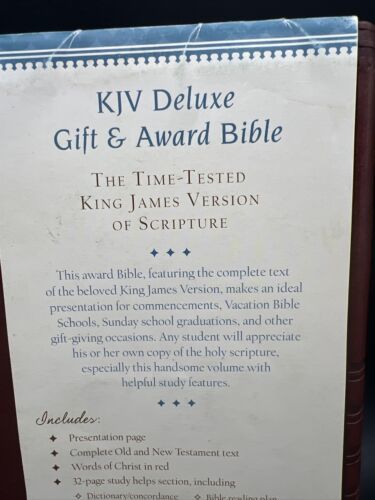 KJV Deluxe
Gift & Award Bible
The Time-Tested
King James Version
of Scripture
This award Bible, featuring the complete text
of the beloved King James Version, makes an ideal
presentation for commencements, Vacation Bible
Schools, Sunday school graduations, and other
gift-giving occasions. Any student will appreciate
his or her own copy of the holy scripture,
especially this handsome volume with
helpful study features.
Includes:
Presentation page
Complete Old and New Testament text
Words of Christ in red
32-page study helps section, including
Dictionary/concordance Bible reading plan